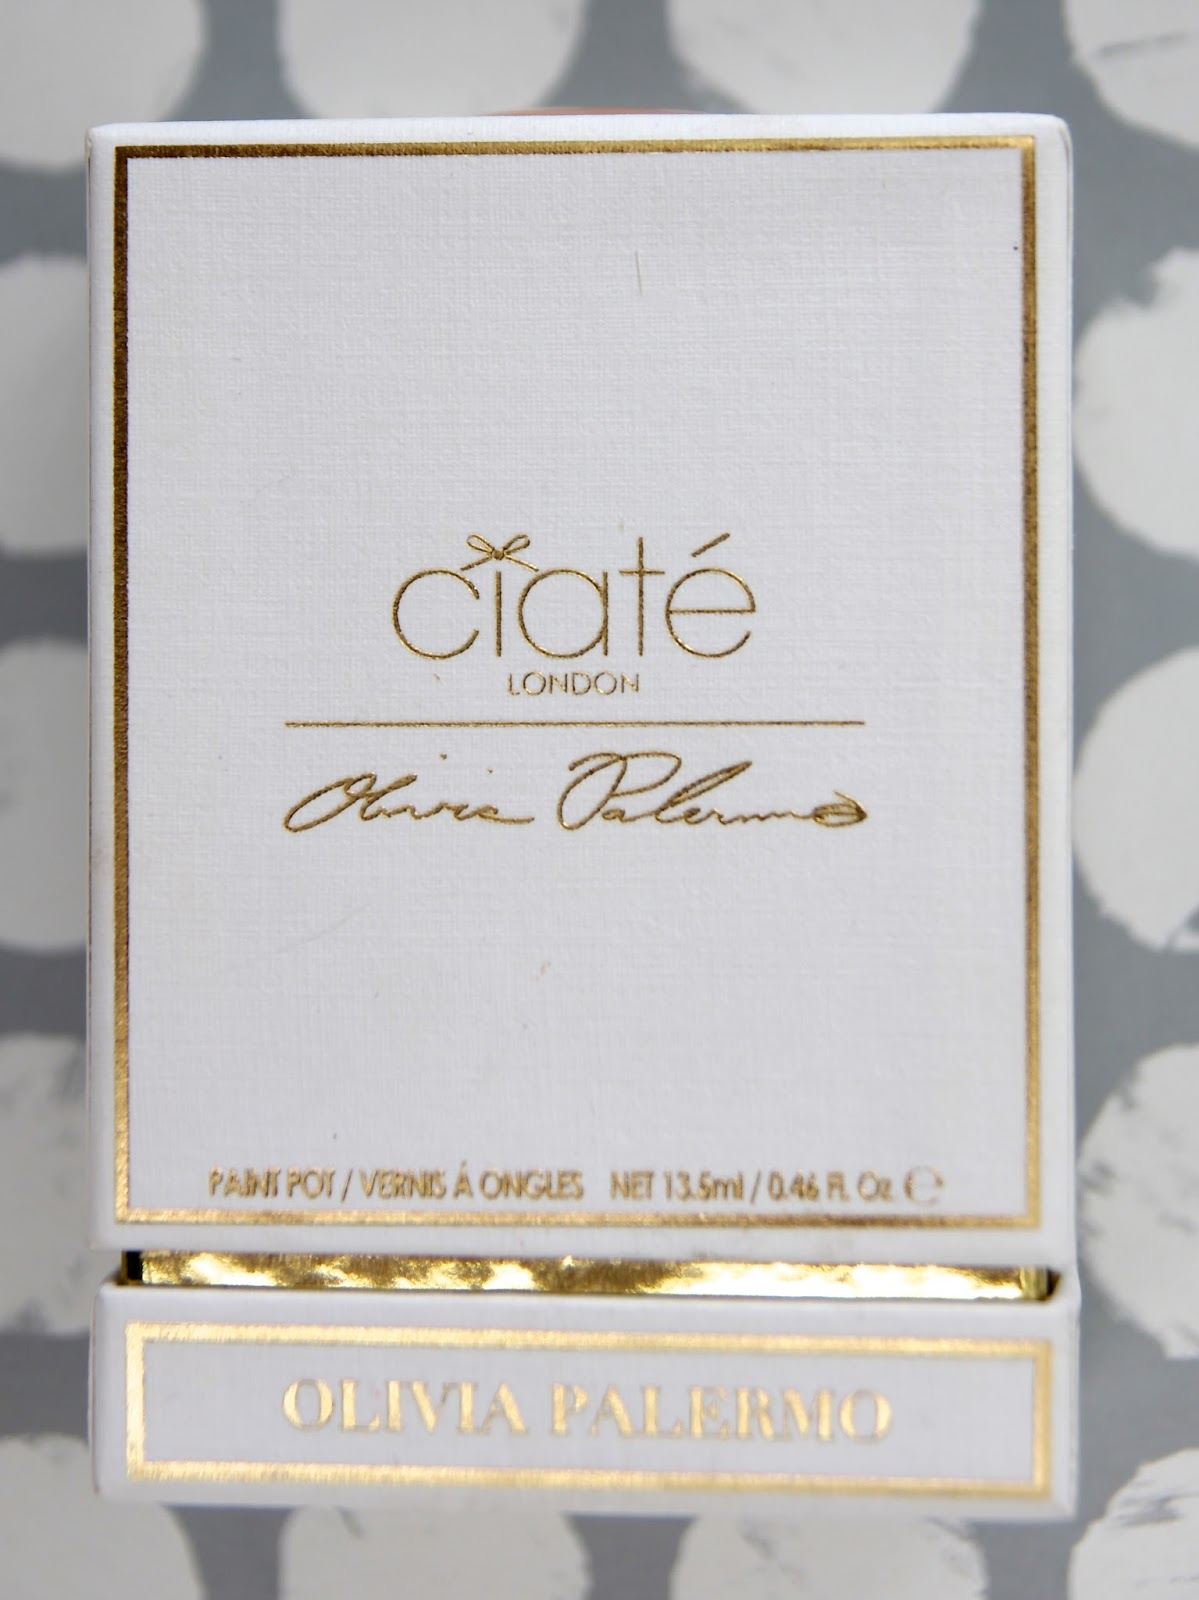 ciaté
LONDON
Olivia Palermo
PAINT POT / VERNIS Á ONGLES NET 13.5ml / 0.46 Fl. Oz. ℮
OLIVIA PALERMO